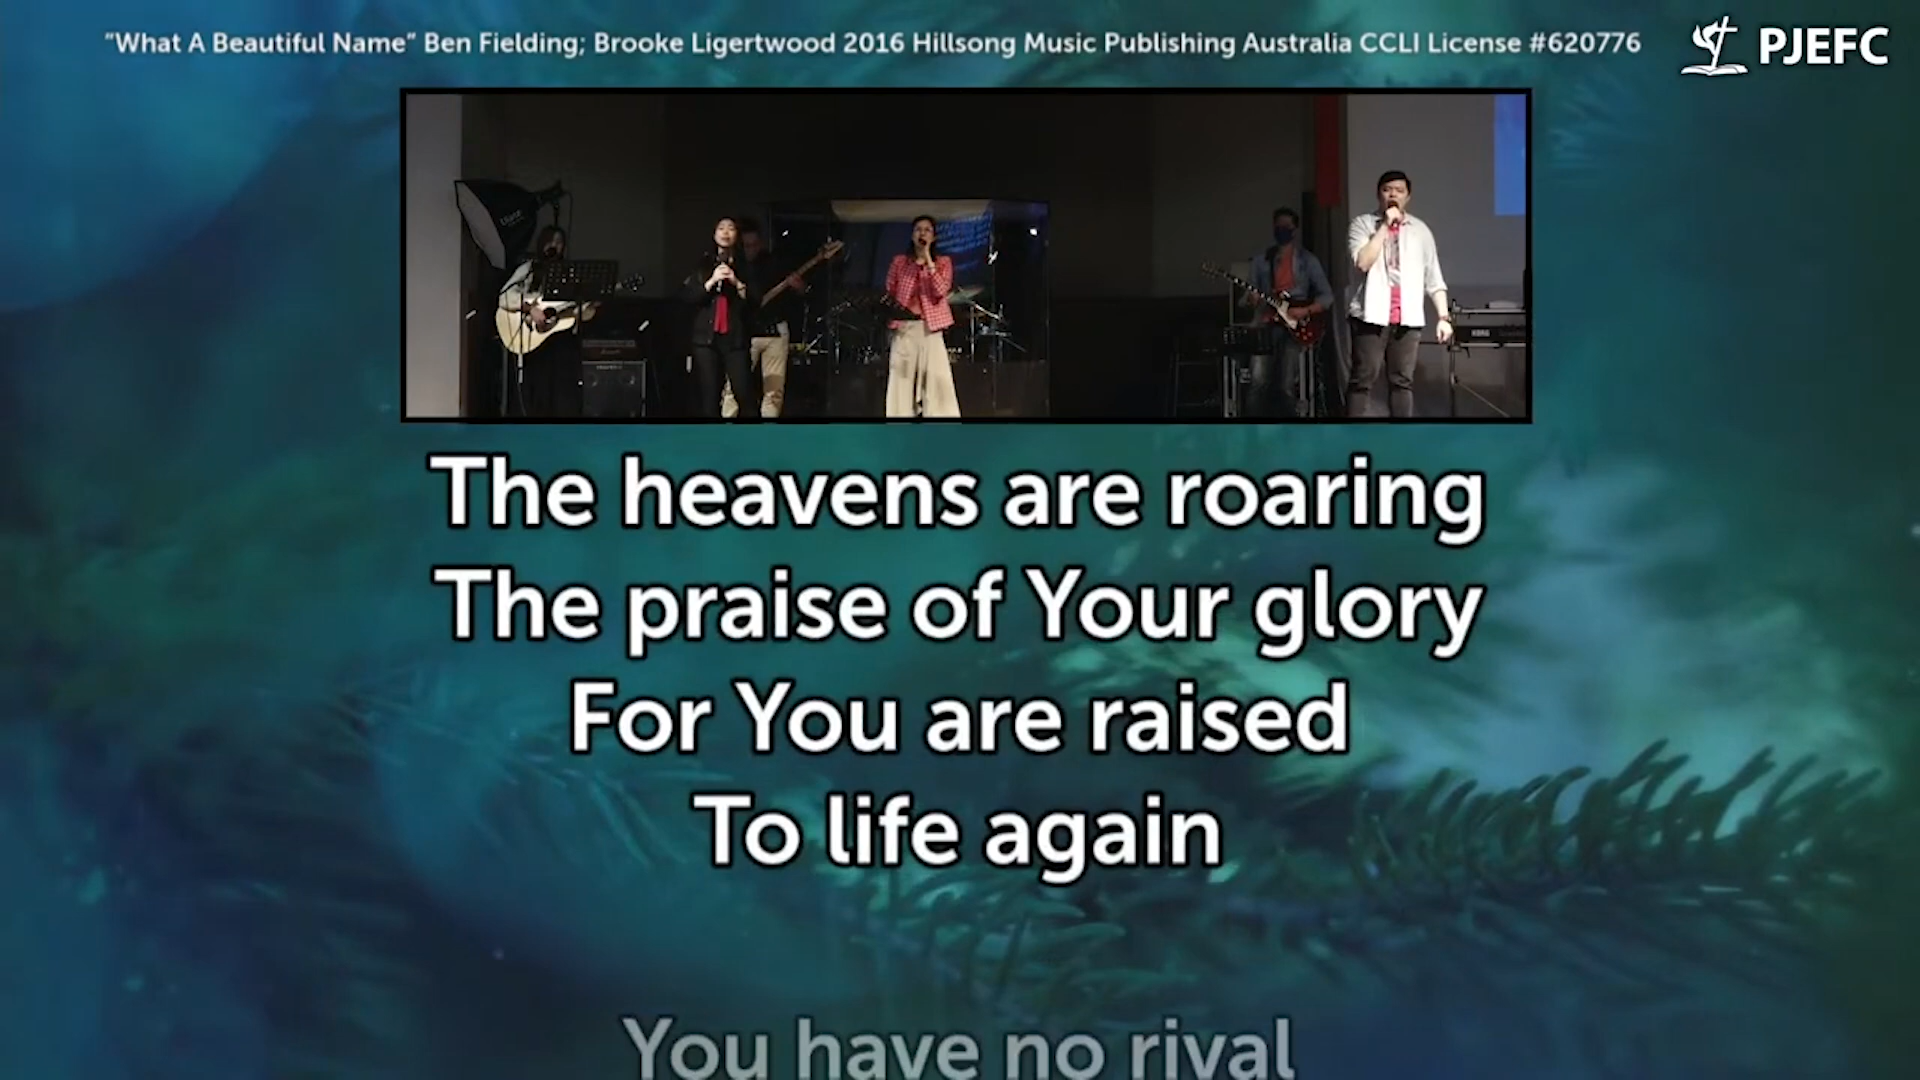 "What A Beautiful Name" Ben Fielding; Brooke Ligertwood 2016 Hillsong Music Publishing Australia CCLI License #620776
PJEFC
KORG
The heavens are roaring
The praise of Your glory
For You are raised
To life again
You have no rival